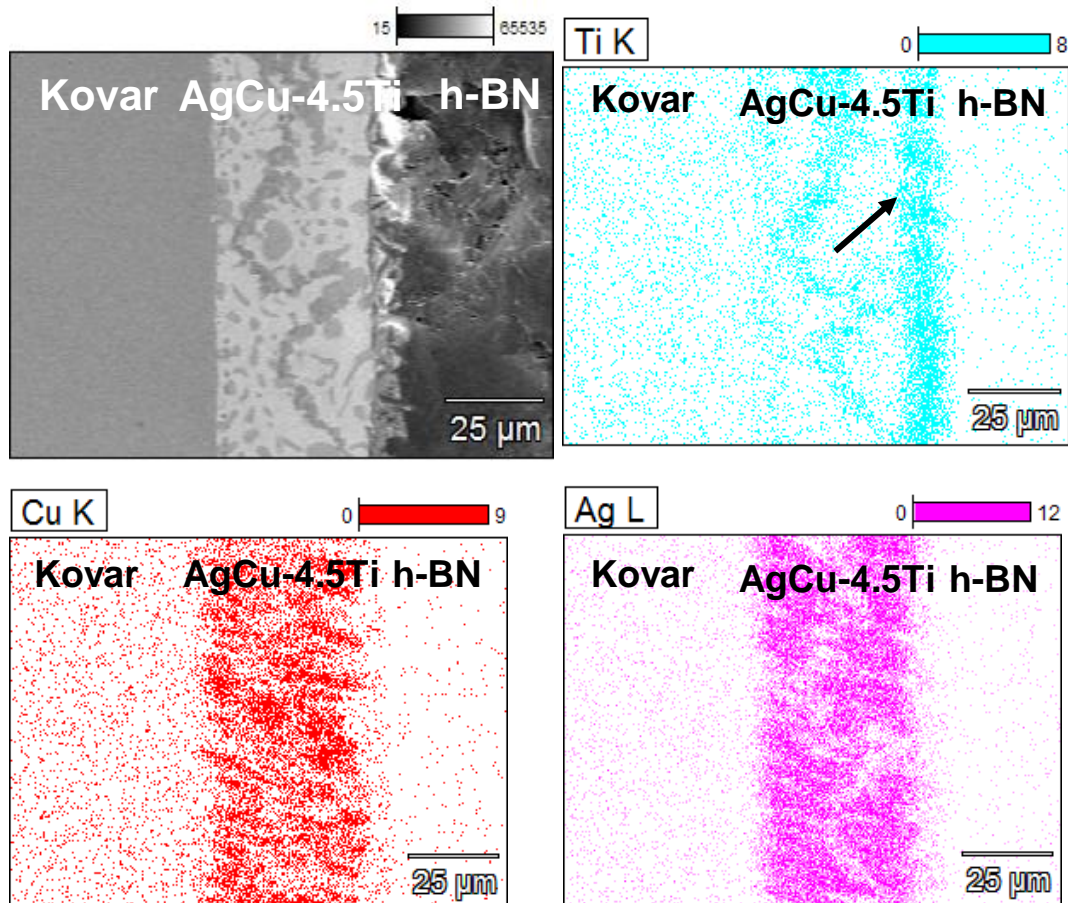 15 65535
Kovar AgCu-4.5Ti h-BN
25 µm
Ti K
0 8
Kovar AgCu-4.5Ti h-BN
25 µm
Cu K
0 9
Kovar AgCu-4.5Ti h-BN
25 µm
Ag L
0 12
Kovar AgCu-4.5Ti h-BN
25 µm